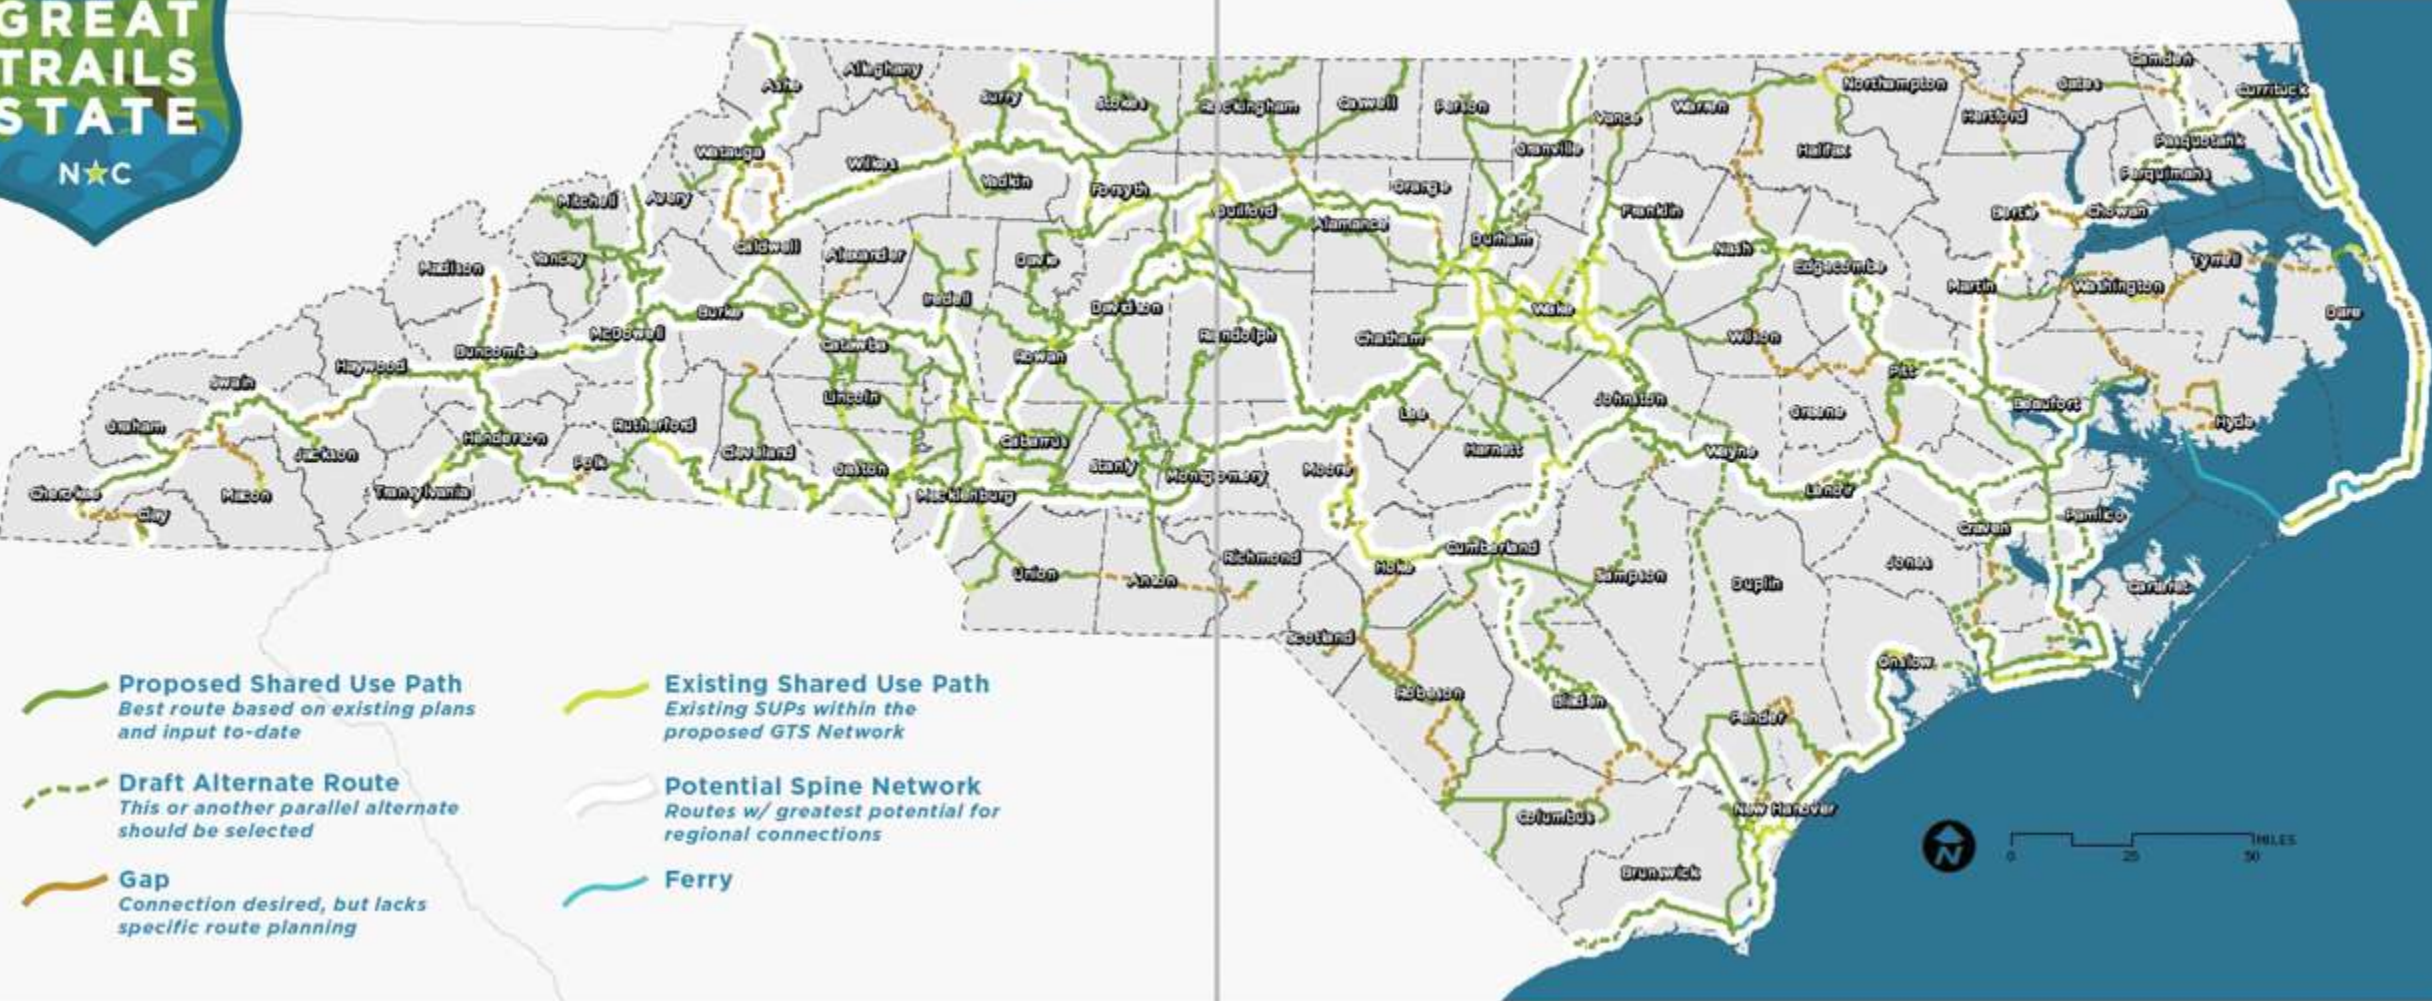 GREAT
TRAILS
STATE
N C
Ashe
Alleghany
Surry
Stokes
Rockingham
Caswell
Person
Vance
Warren
Northampton
Gates
Camden
Currituck
Hertford
Pasquotank
Perquimans
Granville
Halifax
Watauga
Wilkes
Yadkin
Forsyth
Guilford
Alamance
Orange
Durham
Franklin
Nash
Edgecombe
Bertie
Chowan
Mitchell
Avery
Caldwell
Alexander
Yancey
Madison
Iredell
Davie
Davidson
Randolph
Chatham
Wake
Wilson
Martin
Washington
Tyrrell
Dare
Burke
McDowell
Buncombe
Haywood
Swain
Catawba
Rowan
Lincoln
Lee
Johnston
Greene
Pitt
Beaufort
Hyde
Graham
Jackson
Henderson
Rutherford
Cleveland
Gaston
Cabarrus
Stanly
Montgomery
Moore
Harnett
Wayne
Lenoir
Cherokee
Clay
Macon
Transylvania
Polk
Mecklenburg
Union
Anson
Richmond
Hoke
Cumberland
Sampson
Duplin
Jones
Craven
Pamlico
Carteret
Scotland
Robeson
Bladen
Pender
Onslow
New Hanover
Columbus
Brunswick
Proposed Shared Use Path
Best route based on existing plans
and input to-date
Draft Alternate Route
This or another parallel alternate
should be selected
Gap
Connection desired, but lacks
specific route planning
Existing Shared Use Path
Existing SUPs within the
proposed GTS Network
Potential Spine Network
Routes w/ greatest potential for
regional connections
Ferry
N
MILES
0 25 50